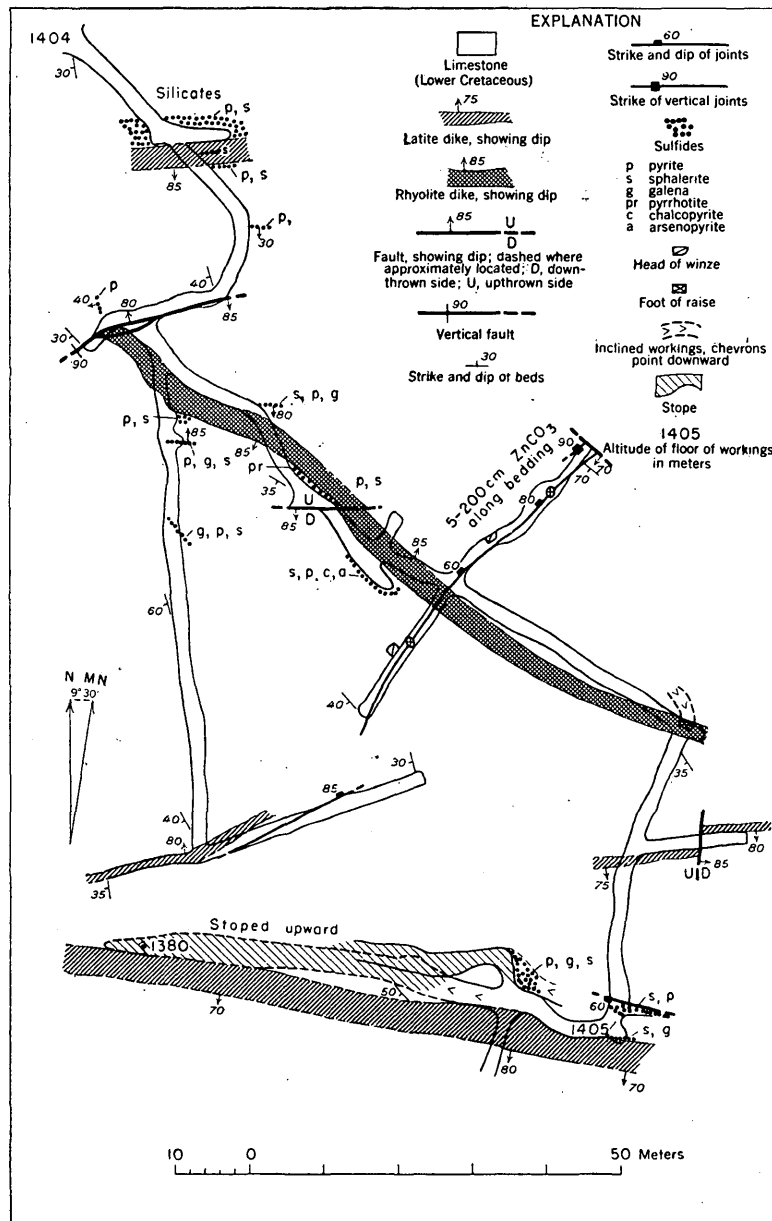 EXPLANATION
Limestone
(Lower Cretaceous)
75
Latite dike, showing dip
85
Rhyolite dike, showing dip
85 U
D
Fault, showing dip; dashed where
approximately located; D, down-
thrown side; U, upthrown side
90
Vertical fault
30
Strike and dip of beds
60
Strike and dip of joints
90
Strike of vertical joints
Sulfides
p pyrite
s sphalerite
g galena
pr pyrrhotite
c chalcopyrite
a arsenopyrite
Head of winze
Foot of raise
Inclined workings, chevrons
point downward
Stope
1405
Altitude of floor of workings
in meters
1404
30
Silicates
p, s
s
p, s
85
p,
30
40
p
40
80
85
30
90
s, p, g
80
p, s
85
p, g, s
85
pr
35
p, s
U
85 D
g, p, s
s, p, c, a
85
5-200cm ZnCO3
along bedding
90
70
70
80
60
60
40
N MN
9° 30'
30
85
40
80
35
35
80
75
U D
85
Stoped upward
1380
p, g, s
50
70
60
s, p
1405
s, g
80
70
10 0 50 Meters